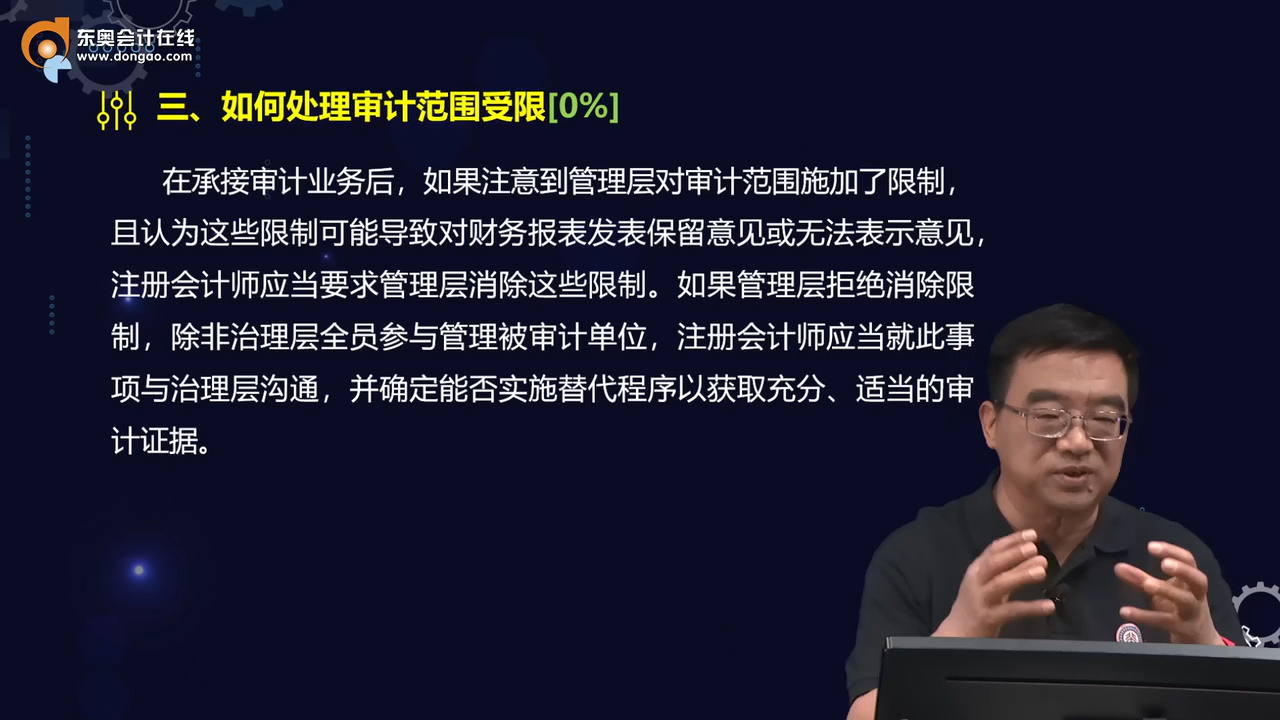 东奥会计在线
www.dongao.com
三、如何处理审计范围受限[0%]
在承接审计业务后，如果注意到管理层对审计范围施加了限制，
且认为这些限制可能导致对财务报表发表保留意见或无法表示意见，
注册会计师应当要求管理层消除这些限制。如果管理层拒绝消除限
制，除非治理层全员参与管理被审计单位，注册会计师应当就此事
项与治理层沟通，并确定能否实施替代程序以获取充分、适当的审
计证据。